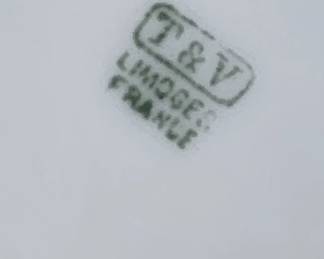 T & V
LIMOGES
FRANCE